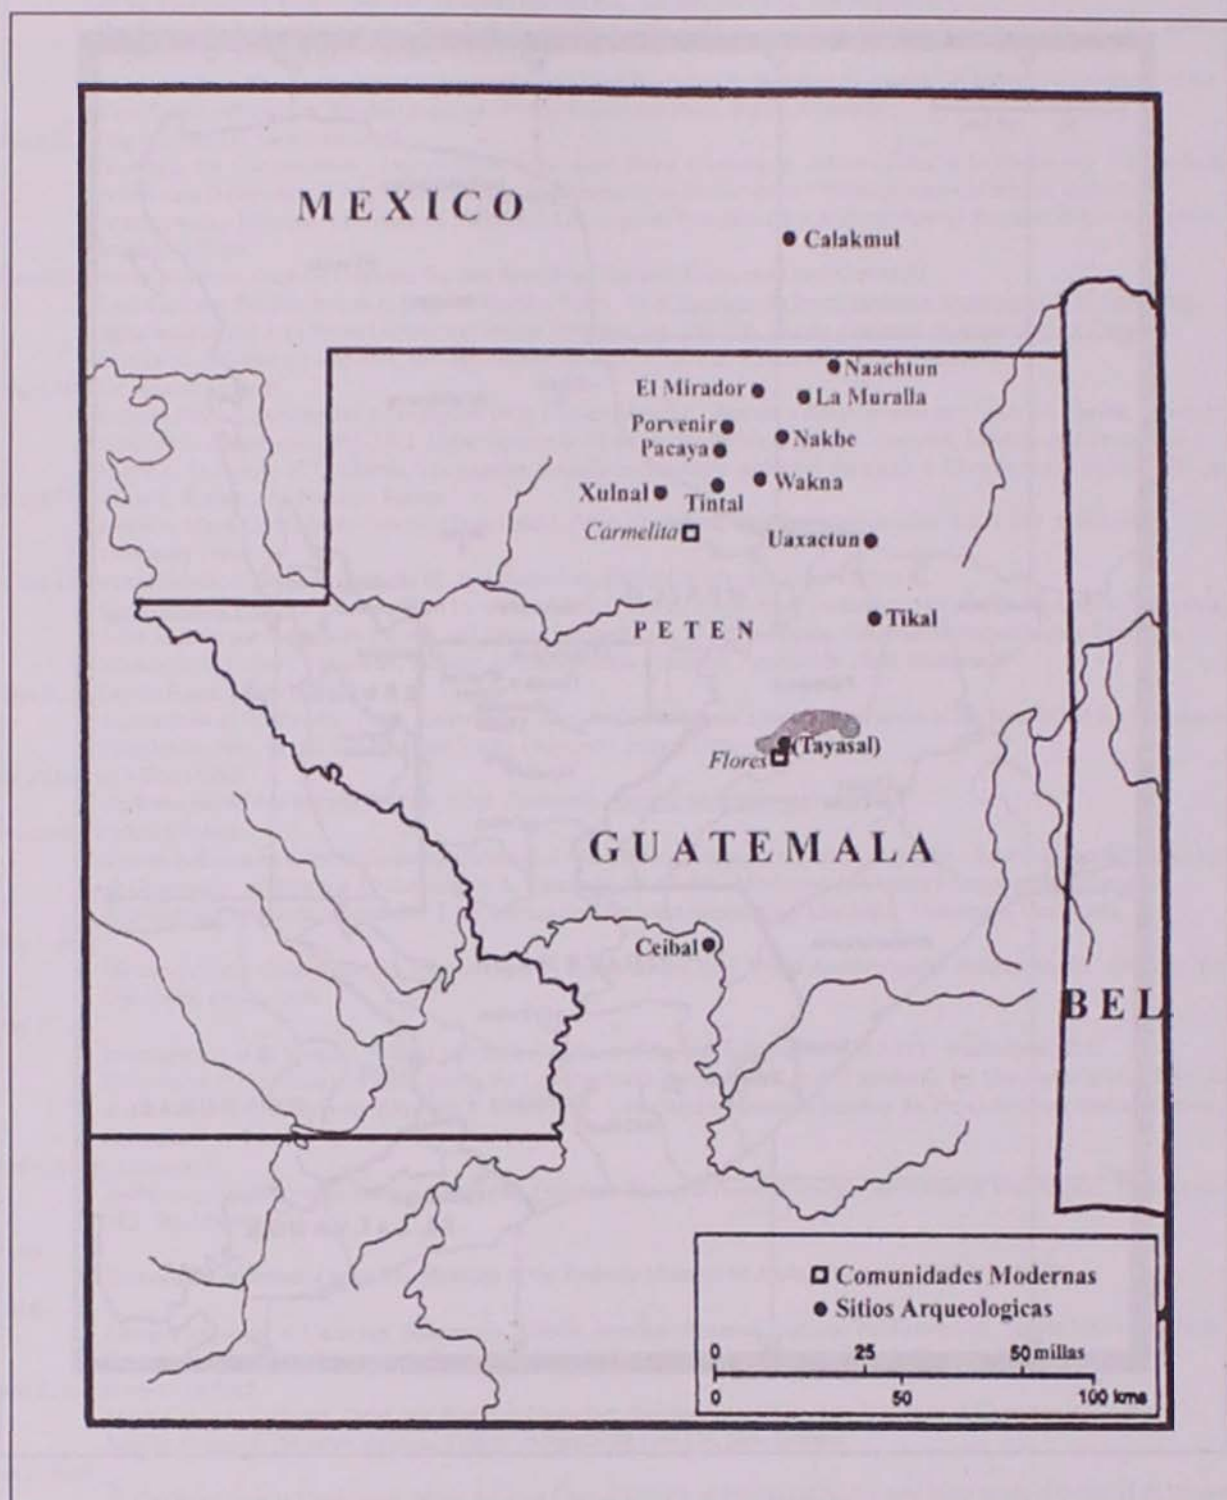 MEXICO
Calakmul
Naachtun
El Mirador
La Muralla
Porvenir
Nakbe
Pacaya
Wakna
Xulnal
Tintal
Carmelita
Uaxactun
Tikal
PETEN
(Tayasal)
Flores
GUATEMALA
Ceibal
BEL
Comunidades Modernas
Sitios Arqueologicas
0 25 50 millas
0 50 100 kms